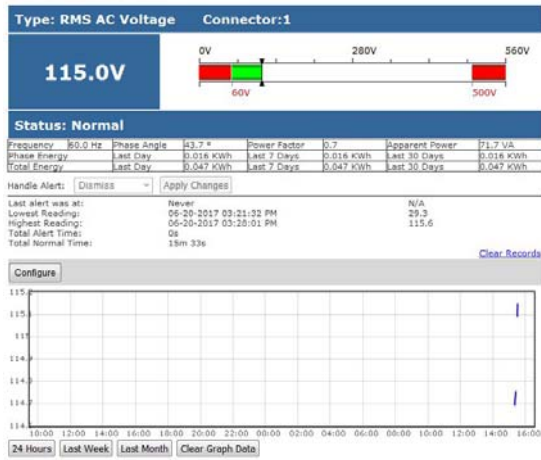 Type: RMS AC Voltage Connector:1
115.0V
0V 280V 560V
60V 500V
Status: Normal
Frequency 60.0 Hz Phase Angle 43.7 ° Power Factor 0.7 Apparent Power 71.7 VA
Phase Energy Last Day 0.016 KWh Last 7 Days 0.016 KWh Last 30 Days 0.016 KWh
Total Energy Last Day 0.047 KWh Last 7 Days 0.047 KWh Last 30 Days 0.047 KWh
Handle Alert: Dismiss Apply Changes
Last alert was at: Never N/A
Lowest Reading: 06-20-2017 03:21:32 PM 29.3
Highest Reading: 06-20-2017 03:28:01 PM 115.6
Total Alert Time: 0s
Total Normal Time: 15m 33s
Clear Records
Configure
115
10:00 12:00 14:00 16:00 18:00 20:00 22:00 00:00 02:00 04:00 06:00 08:00 10:00 12:00 14:00 16:00
24 Hours Last Week Last Month Clear Graph Data